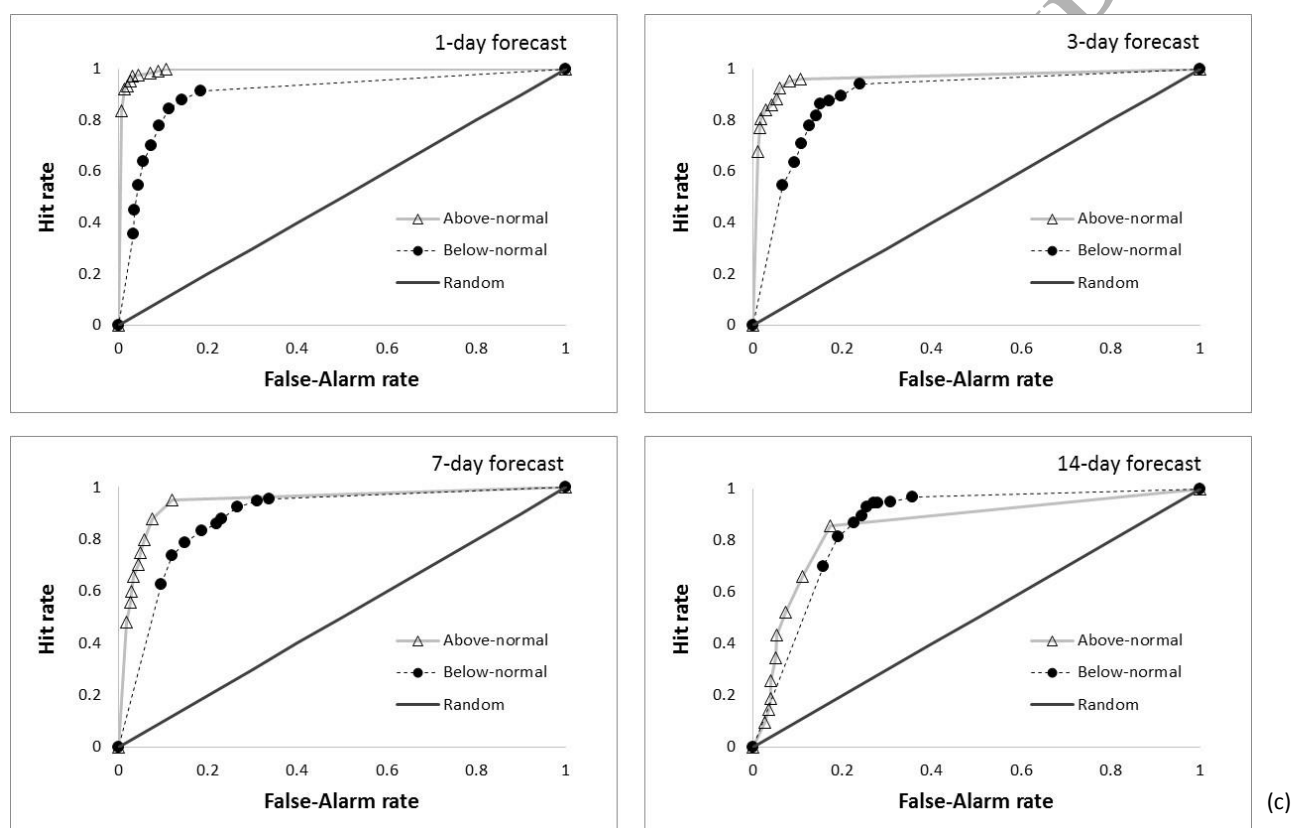 1-day forecast
1
0.8
0.6
0.4
0.2
0
Hit rate
0 0.2 0.4 0.6 0.8 1
False-Alarm rate
Above-normal
Below-normal
Random
3-day forecast
1
0.8
0.6
0.4
0.2
0
Hit rate
0 0.2 0.4 0.6 0.8 1
False-Alarm rate
Above-normal
Below-normal
Random
7-day forecast
1
0.8
0.6
0.4
0.2
0
Hit rate
0 0.2 0.4 0.6 0.8 1
False-Alarm rate
Above-normal
Below-normal
Random
14-day forecast
1
0.8
0.6
0.4
0.2
0
Hit rate
0 0.2 0.4 0.6 0.8 1
False-Alarm rate
Above-normal
Below-normal
Random
(c)